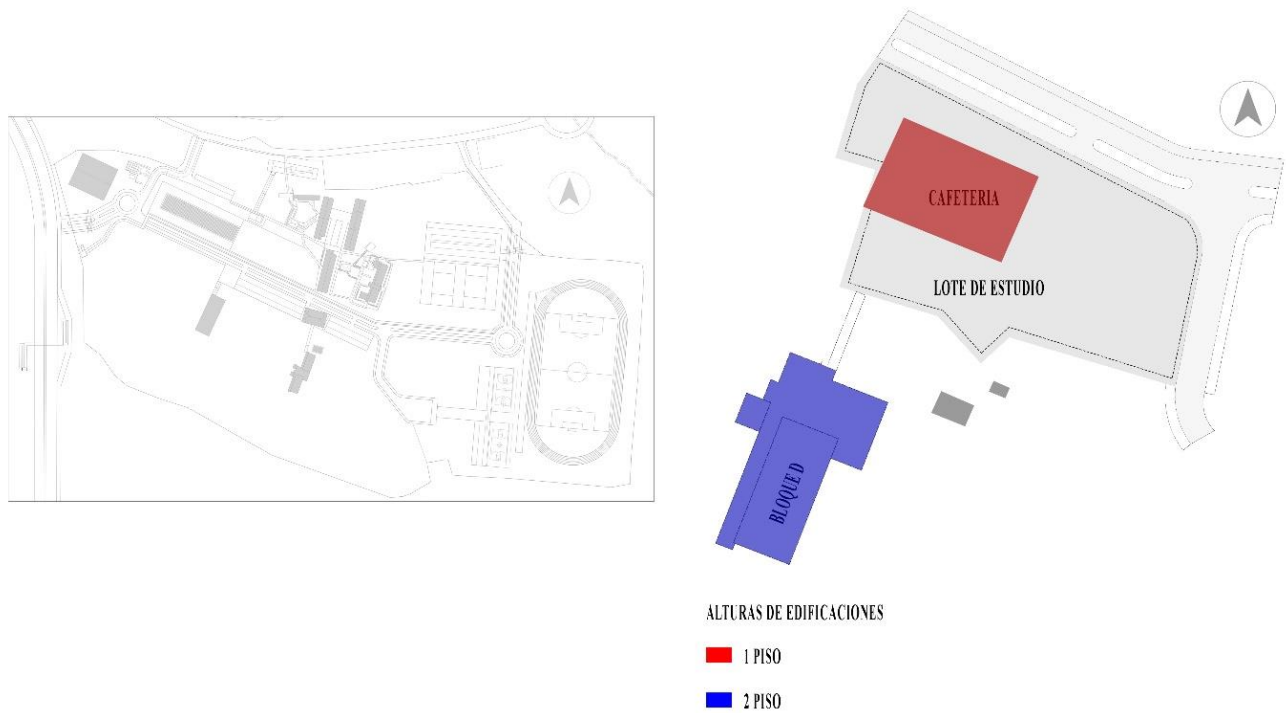 CAFETERIA
LOTE DE ESTUDIO
BLOQUE D
ALTURAS DE EDIFICACIONES
1 PISO
2 PISO